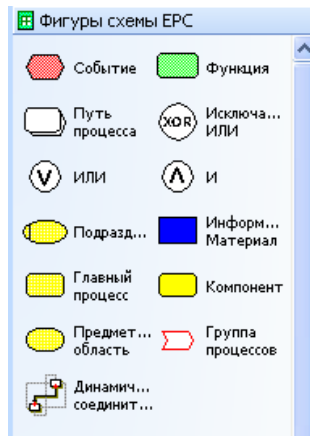 Фигуры схемы EPC
Событие
Функция
Путь
процесса
XOR
Исключа...
ИЛИ
V
ИЛИ
Λ
И
Подразд...
Информ...
Материал
Главный
процесс
Компонент
Предмет...
область
Группа
процессов
Динамич...
соединит...